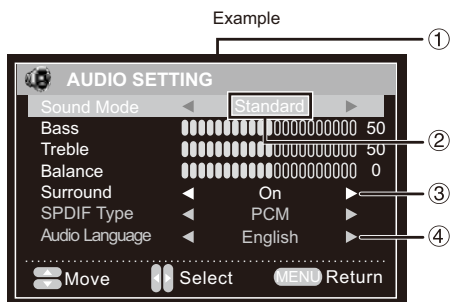 Example
①
AUDIO SETTING
Sound Mode Standard
②
Bass 50
Treble 50
Balance 0
Surround On
③
SPDIF Type PCM
Audio Language English
④
Move Select MENU Return